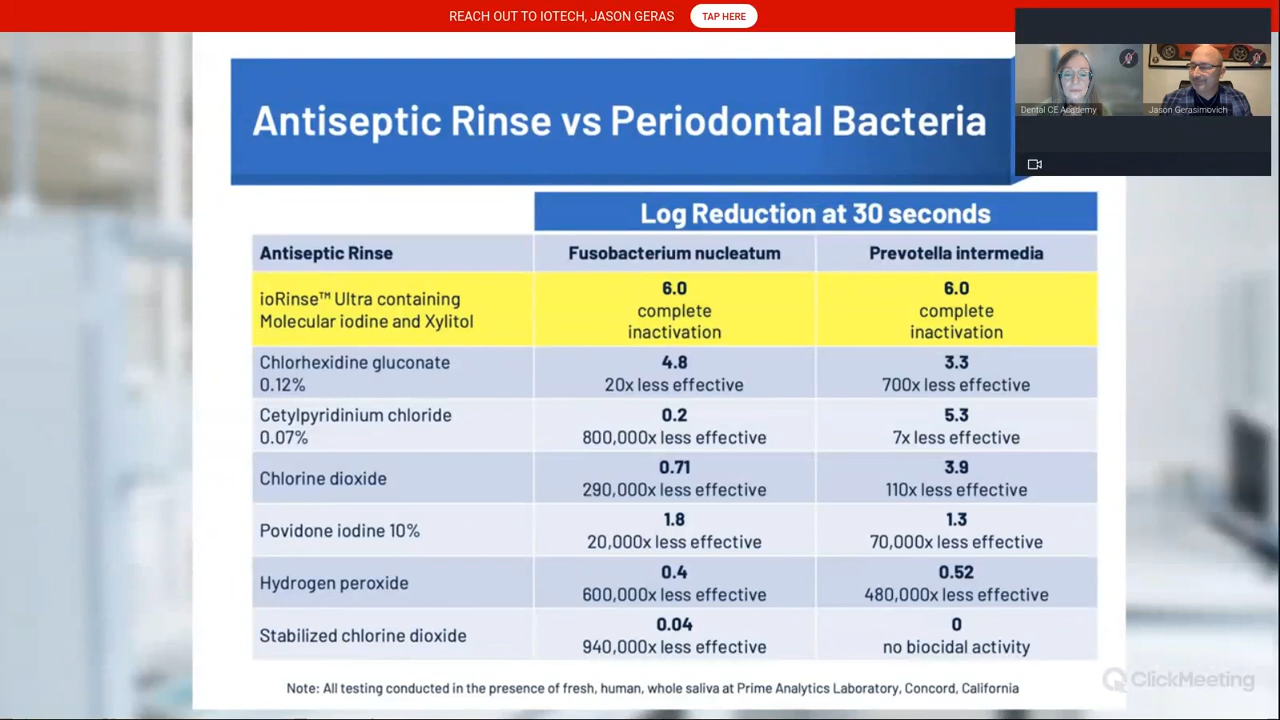 REACH OUT TO IOTECH, JASON GERAS
TAP HERE
Dental CE Academy
Jason Gerasimovich
Antiseptic Rinse vs Periodontal Bacteria
Log Reduction at 30 seconds
Antiseptic Rinse
Fusobacterium nucleatum
Prevotella intermedia
ioRinse™ Ultra containing
Molecular iodine and Xylitol
6.0
complete
inactivation
6.0
complete
inactivation
Chlorhexidine gluconate
0.12%
4.8
20x less effective
3.3
700x less effective
Cetylpyridinium chloride
0.07%
0.2
800,000x less effective
5.3
7x less effective
Chlorine dioxide
0.71
290,000x less effective
3.9
110x less effective
Povidone iodine 10%
1.8
20,000x less effective
1.3
70,000x less effective
Hydrogen peroxide
0.4
600,000x less effective
0.52
480,000x less effective
Stabilized chlorine dioxide
0.04
940,000x less effective
0
no biocidal activity
Note: All testing conducted in the presence of fresh, human, whole saliva at Prime Analytics Laboratory, Concord, California
ClickMeeting